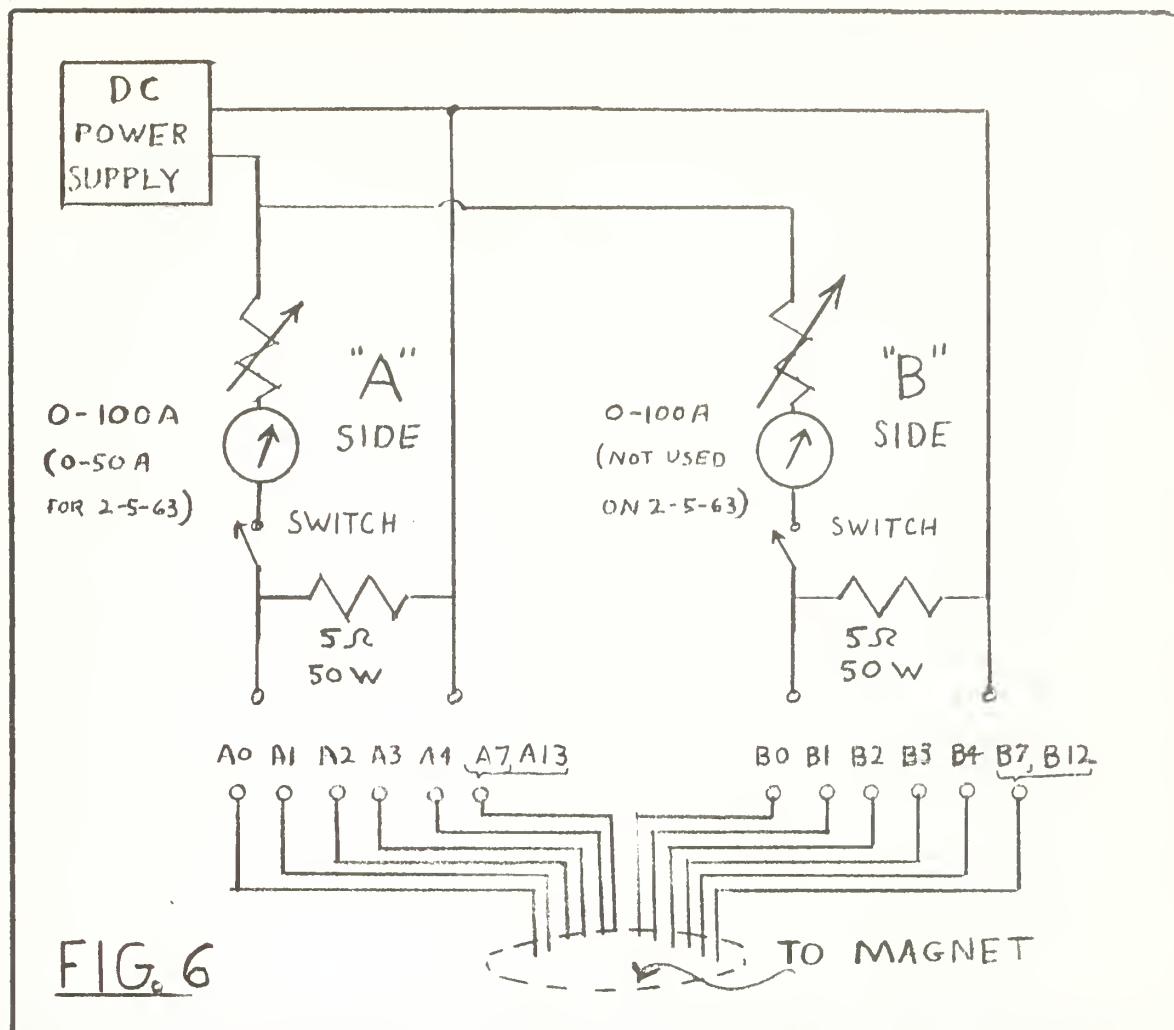 DC
POWER
SUPPLY
"A"
SIDE
0-100A
(0-50A
FOR 2-5-63)
SWITCH
5Ω
50W
"B"
SIDE
0-100A
(NOT USED
ON 2-5-63)
SWITCH
5Ω
50W
A0 A1 A2 A3 A4 A7, A13
B0 B1 B2 B3 B4 B7, B12
TO MAGNET
FIG. 6